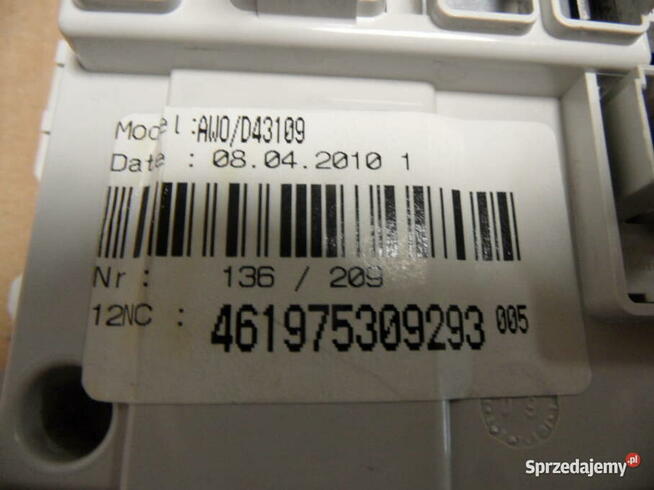 Model:AWO/D43109
Date : 08.04.2010 1
Nr : 136 / 209
12NC : 461975309293 005
Sprzedajemy.pl